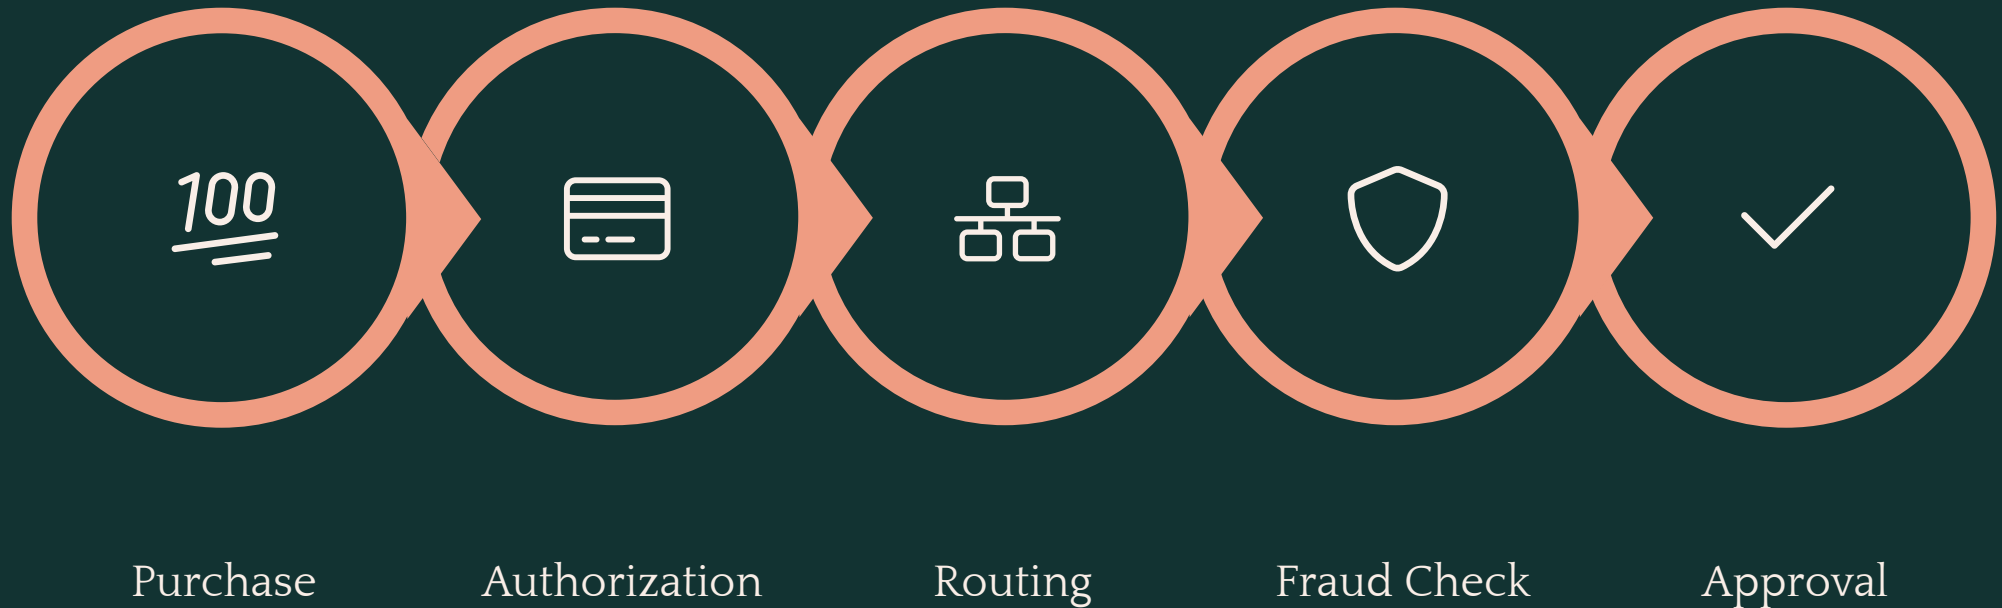 100
Purchase
Authorization
Routing
Fraud Check
Approval